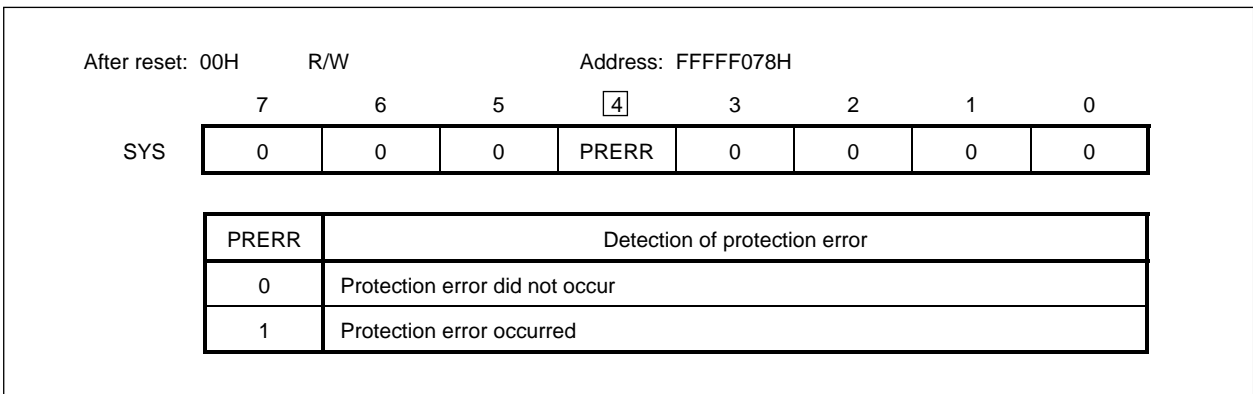 After reset: 00H R/W Address: FFFFF078H
7 6 5 4 3 2 1 0
SYS 0 0 0 PRERR 0 0 0 0
PRERR Detection of protection error
0 Protection error did not occur
1 Protection error occurred